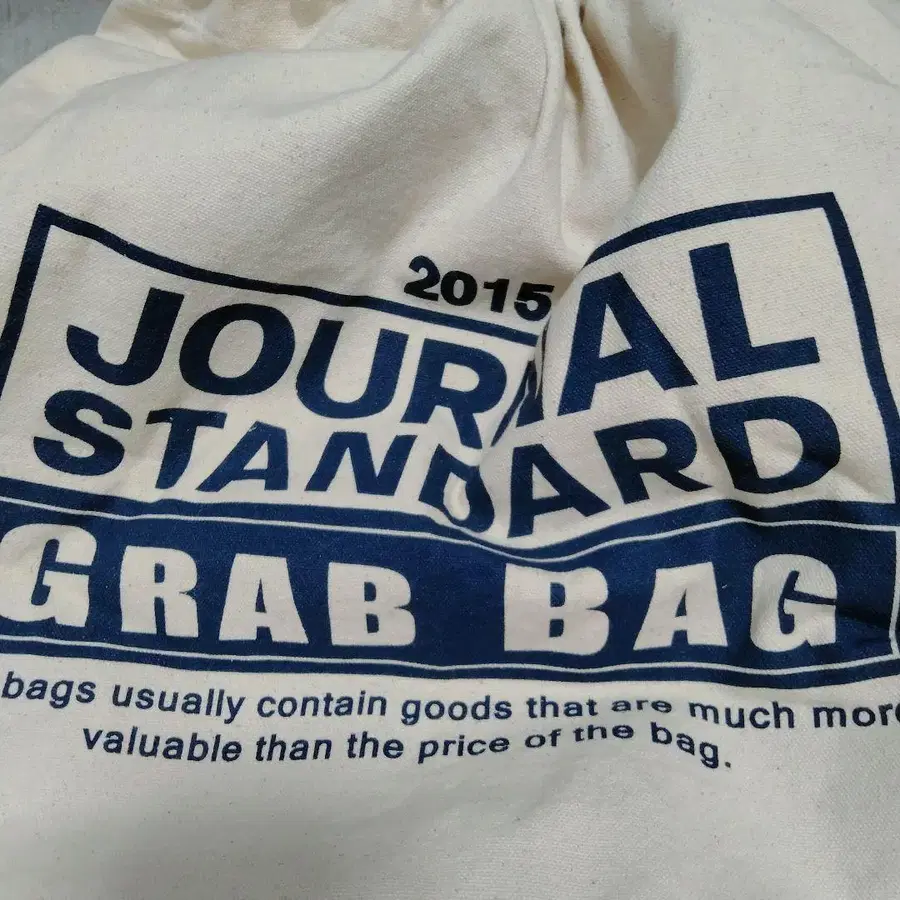 2015
JOURNAL
STANDARD
GRAB BAG
bags usually contain goods that are much more
valuable than the price of the bag.